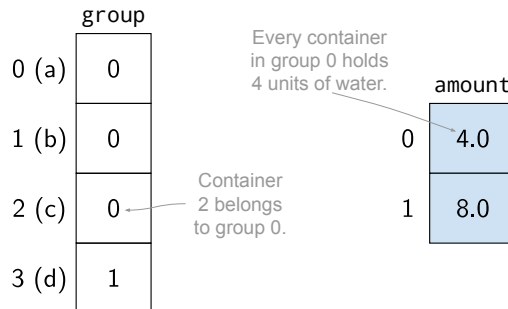 group
0 (a) 0
1 (b) 0
2 (c) 0
3 (d) 1
Container
2 belongs
to group 0.
Every container
in group 0 holds
4 units of water.
amount
0 4.0
1 8.0